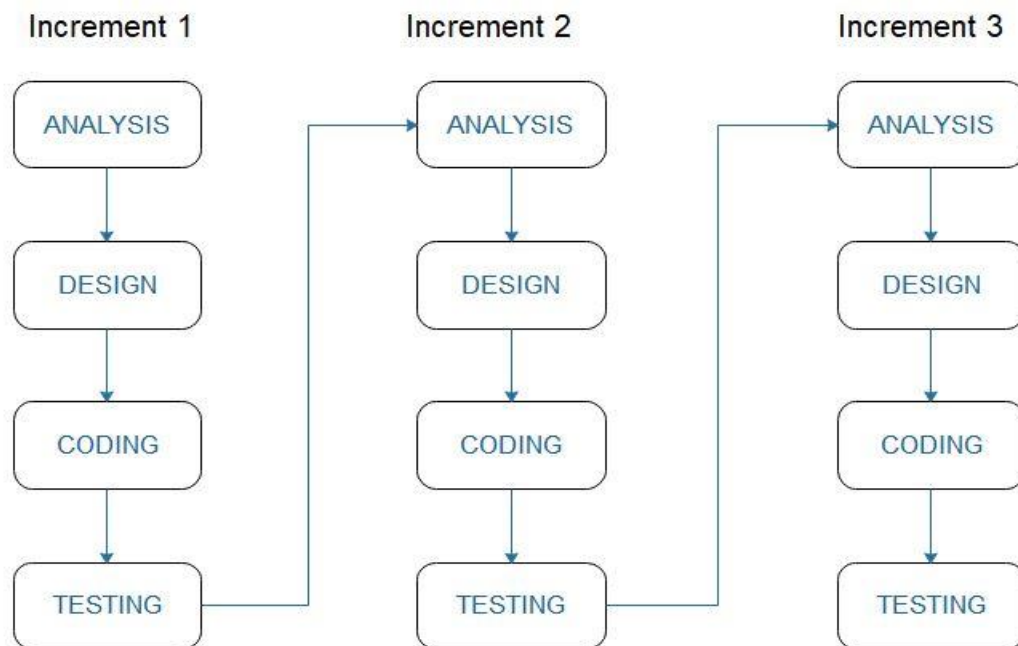 Increment 1
Increment 2
Increment 3
ANALYSIS
ANALYSIS
ANALYSIS
DESIGN
DESIGN
DESIGN
CODING
CODING
CODING
TESTING
TESTING
TESTING